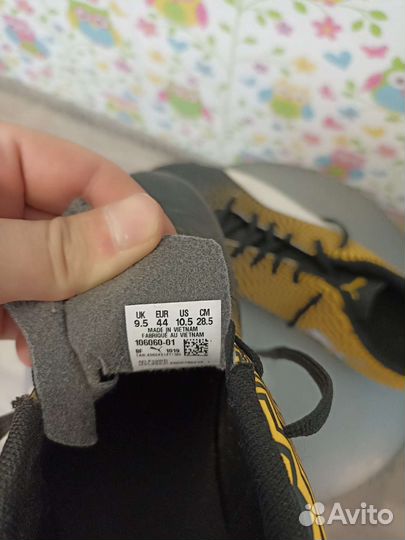 UK EUR US CM
9.5 44 10.5 28.5
MADE IN VIETNAM
FABRIQUÉ AU VIETNAM
106060-01
1019
Avito